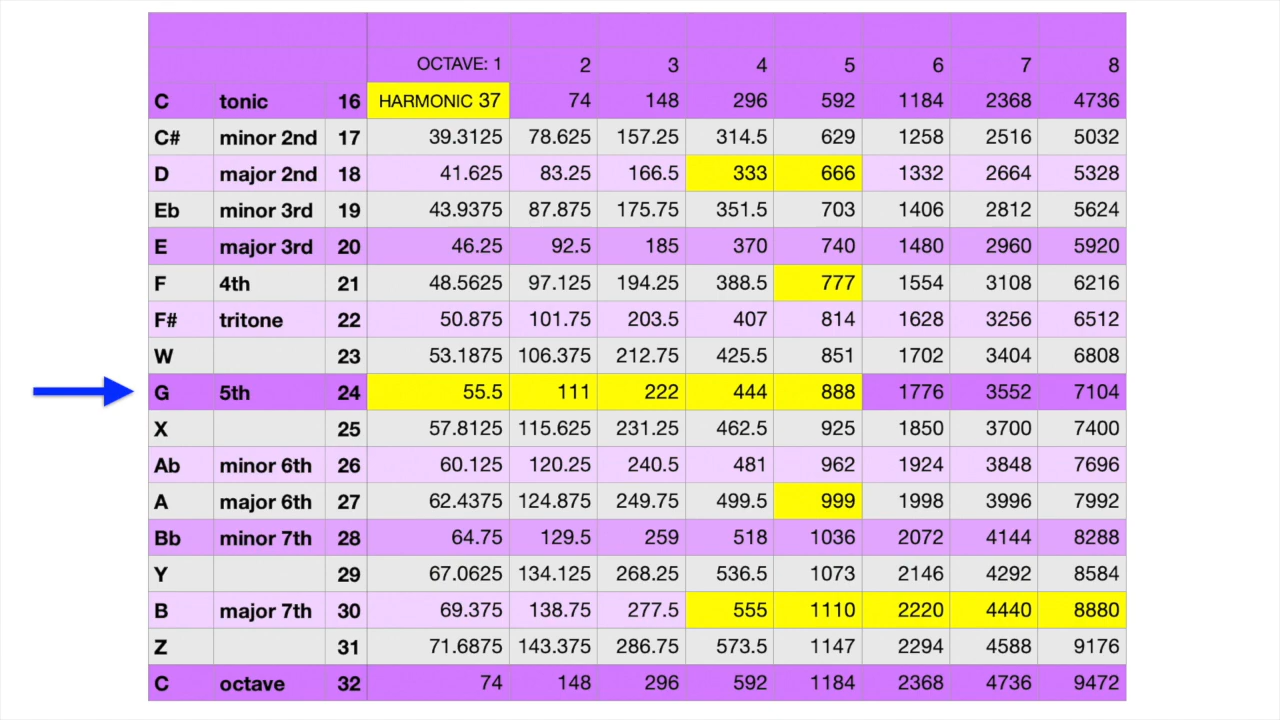 OCTAVE: 1 2 3 4 5 6 7 8
C tonic 16 HARMONIC 37 74 148 296 592 1184 2368 4736
C# minor 2nd 17 39.3125 78.625 157.25 314.5 629 1258 2516 5032
D major 2nd 18 41.625 83.25 166.5 333 666 1332 2664 5328
Eb minor 3rd 19 43.9375 87.875 175.75 351.5 703 1406 2812 5624
E major 3rd 20 46.25 92.5 185 370 740 1480 2960 5920
F 4th 21 48.5625 97.125 194.25 388.5 777 1554 3108 6216
F# tritone 22 50.875 101.75 203.5 407 814 1628 3256 6512
W 23 53.1875 106.375 212.75 425.5 851 1702 3404 6808
G 5th 24 55.5 111 222 444 888 1776 3552 7104
X 25 57.8125 115.625 231.25 462.5 925 1850 3700 7400
Ab minor 6th 26 60.125 120.25 240.5 481 962 1924 3848 7696
A major 6th 27 62.4375 124.875 249.75 499.5 999 1998 3996 7992
Bb minor 7th 28 64.75 129.5 259 518 1036 2072 4144 8288
Y 29 67.0625 134.125 268.25 536.5 1073 2146 4292 8584
B major 7th 30 69.375 138.75 277.5 555 1110 2220 4440 8880
Z 31 71.6875 143.375 286.75 573.5 1147 2294 4588 9176
C octave 32 74 148 296 592 1184 2368 4736 9472